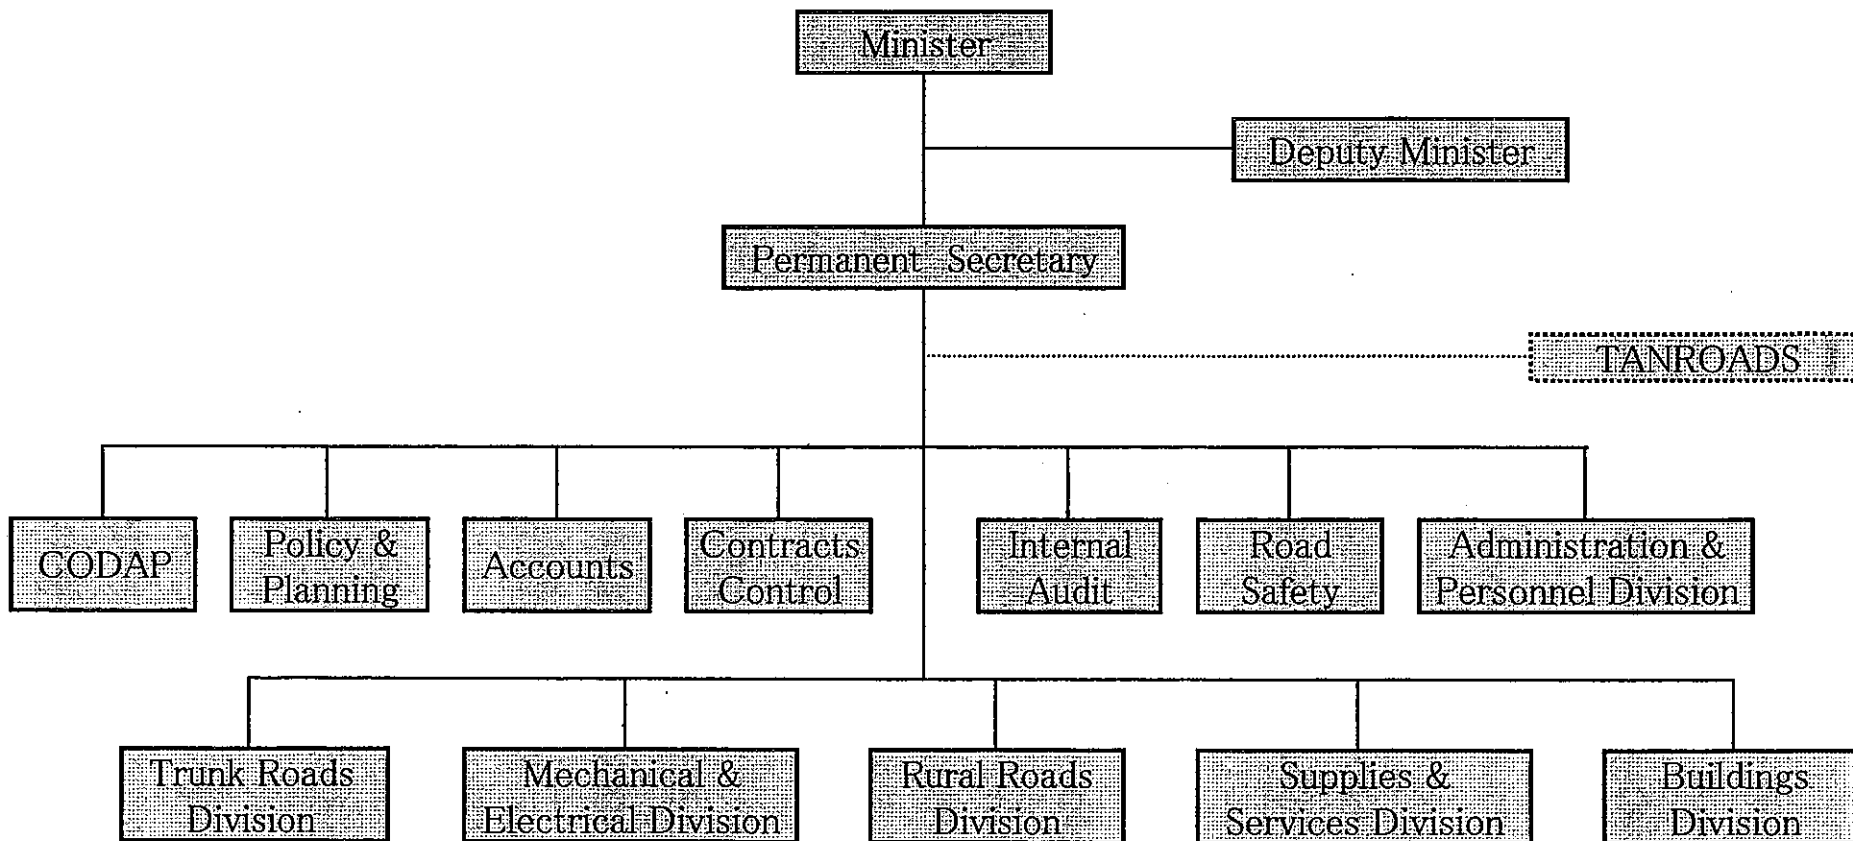 Minister
Deputy Minister
Permanent Secretary
TANROADS
CODAP
Policy &
Planning
Accounts
Contracts
Control
Internal
Audit
Road
Safety
Administration &
Personnel Division
Trunk Roads
Division
Mechanical &
Electrical Division
Rural Roads
Division
Supplies &
Services Division
Buildings
Division